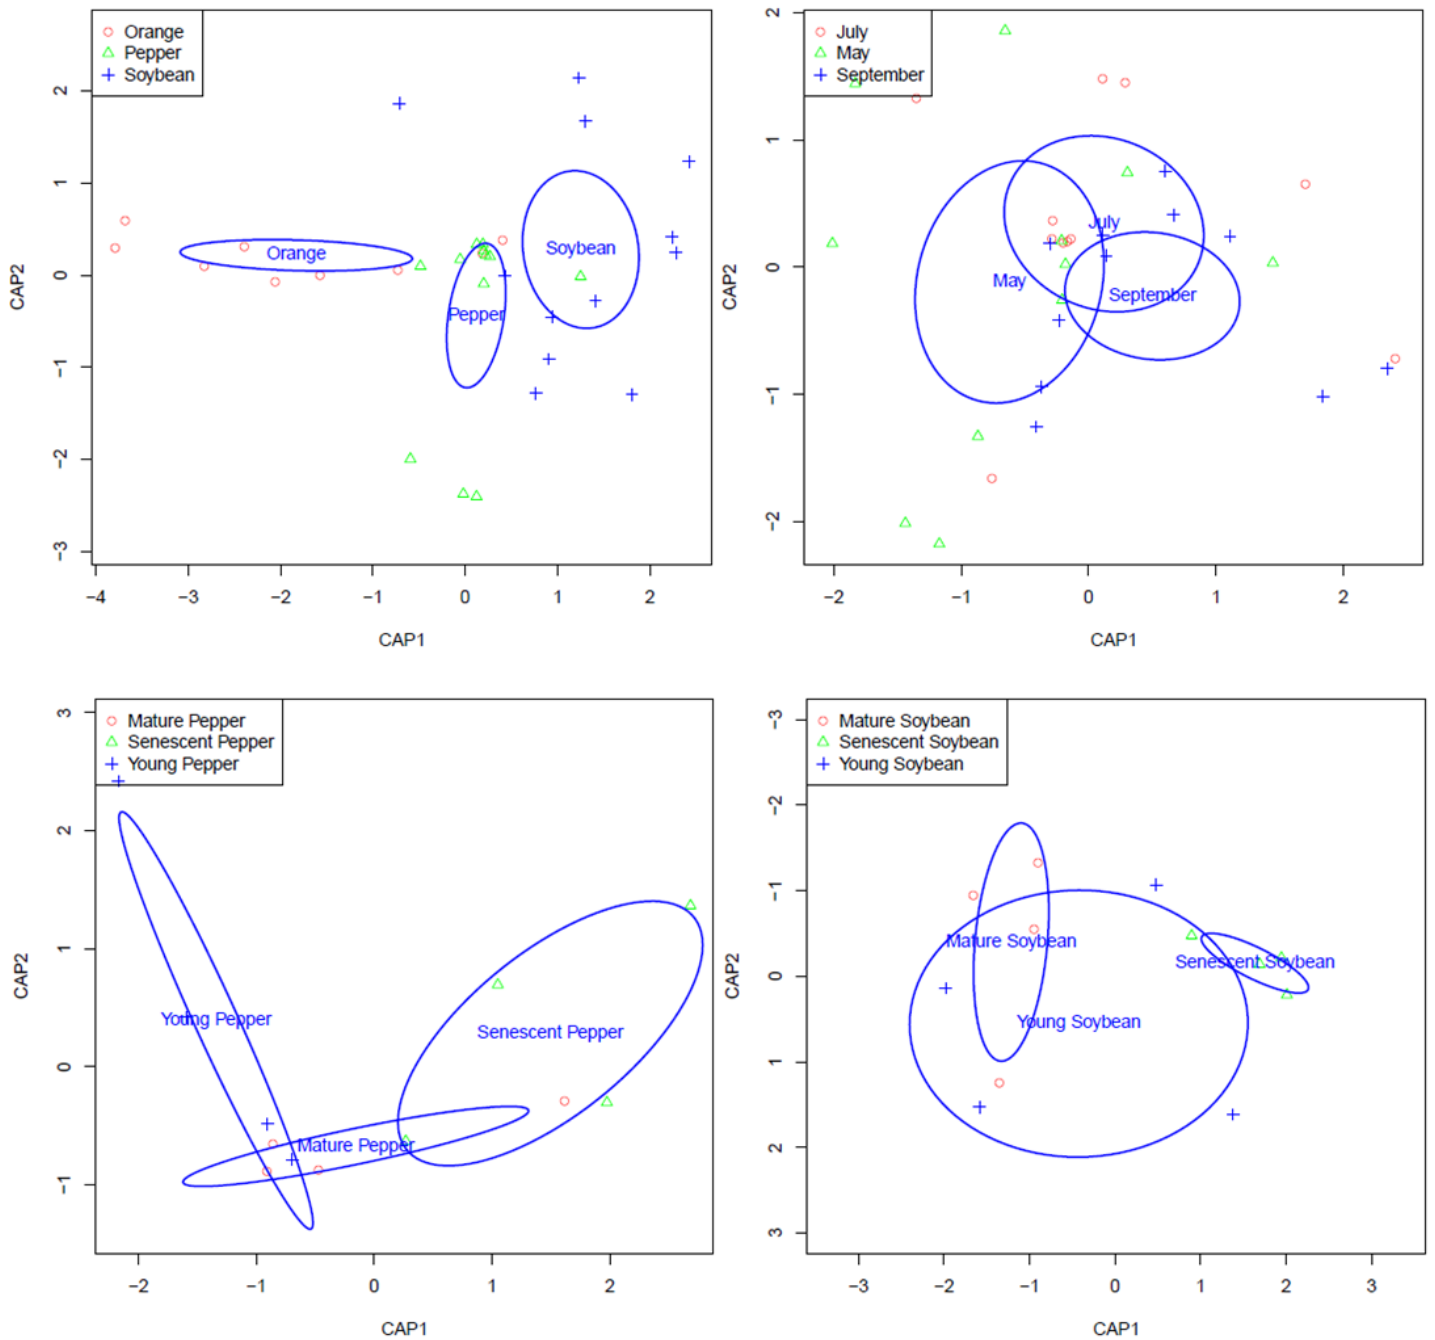 Orange
Pepper
Soybean
2
1
0
−1
−2
−3
CAP2
Orange
Pepper
Soybean
−4 −3 −2 −1 0 1 2
CAP1
July
May
September
2
1
0
−1
−2
CAP2
July
May
September
−2 −1 0 1 2
CAP1
Mature Pepper
Senescent Pepper
Young Pepper
3
2
1
0
−1
CAP2
Young Pepper
Senescent Pepper
Mature Pepper
−2 −1 0 1 2
CAP1
Mature Soybean
Senescent Soybean
Young Soybean
−3
−2
−1
0
1
2
3
CAP2
Mature Soybean
Senescent Soybean
Young Soybean
−3 −2 −1 0 1 2 3
CAP1